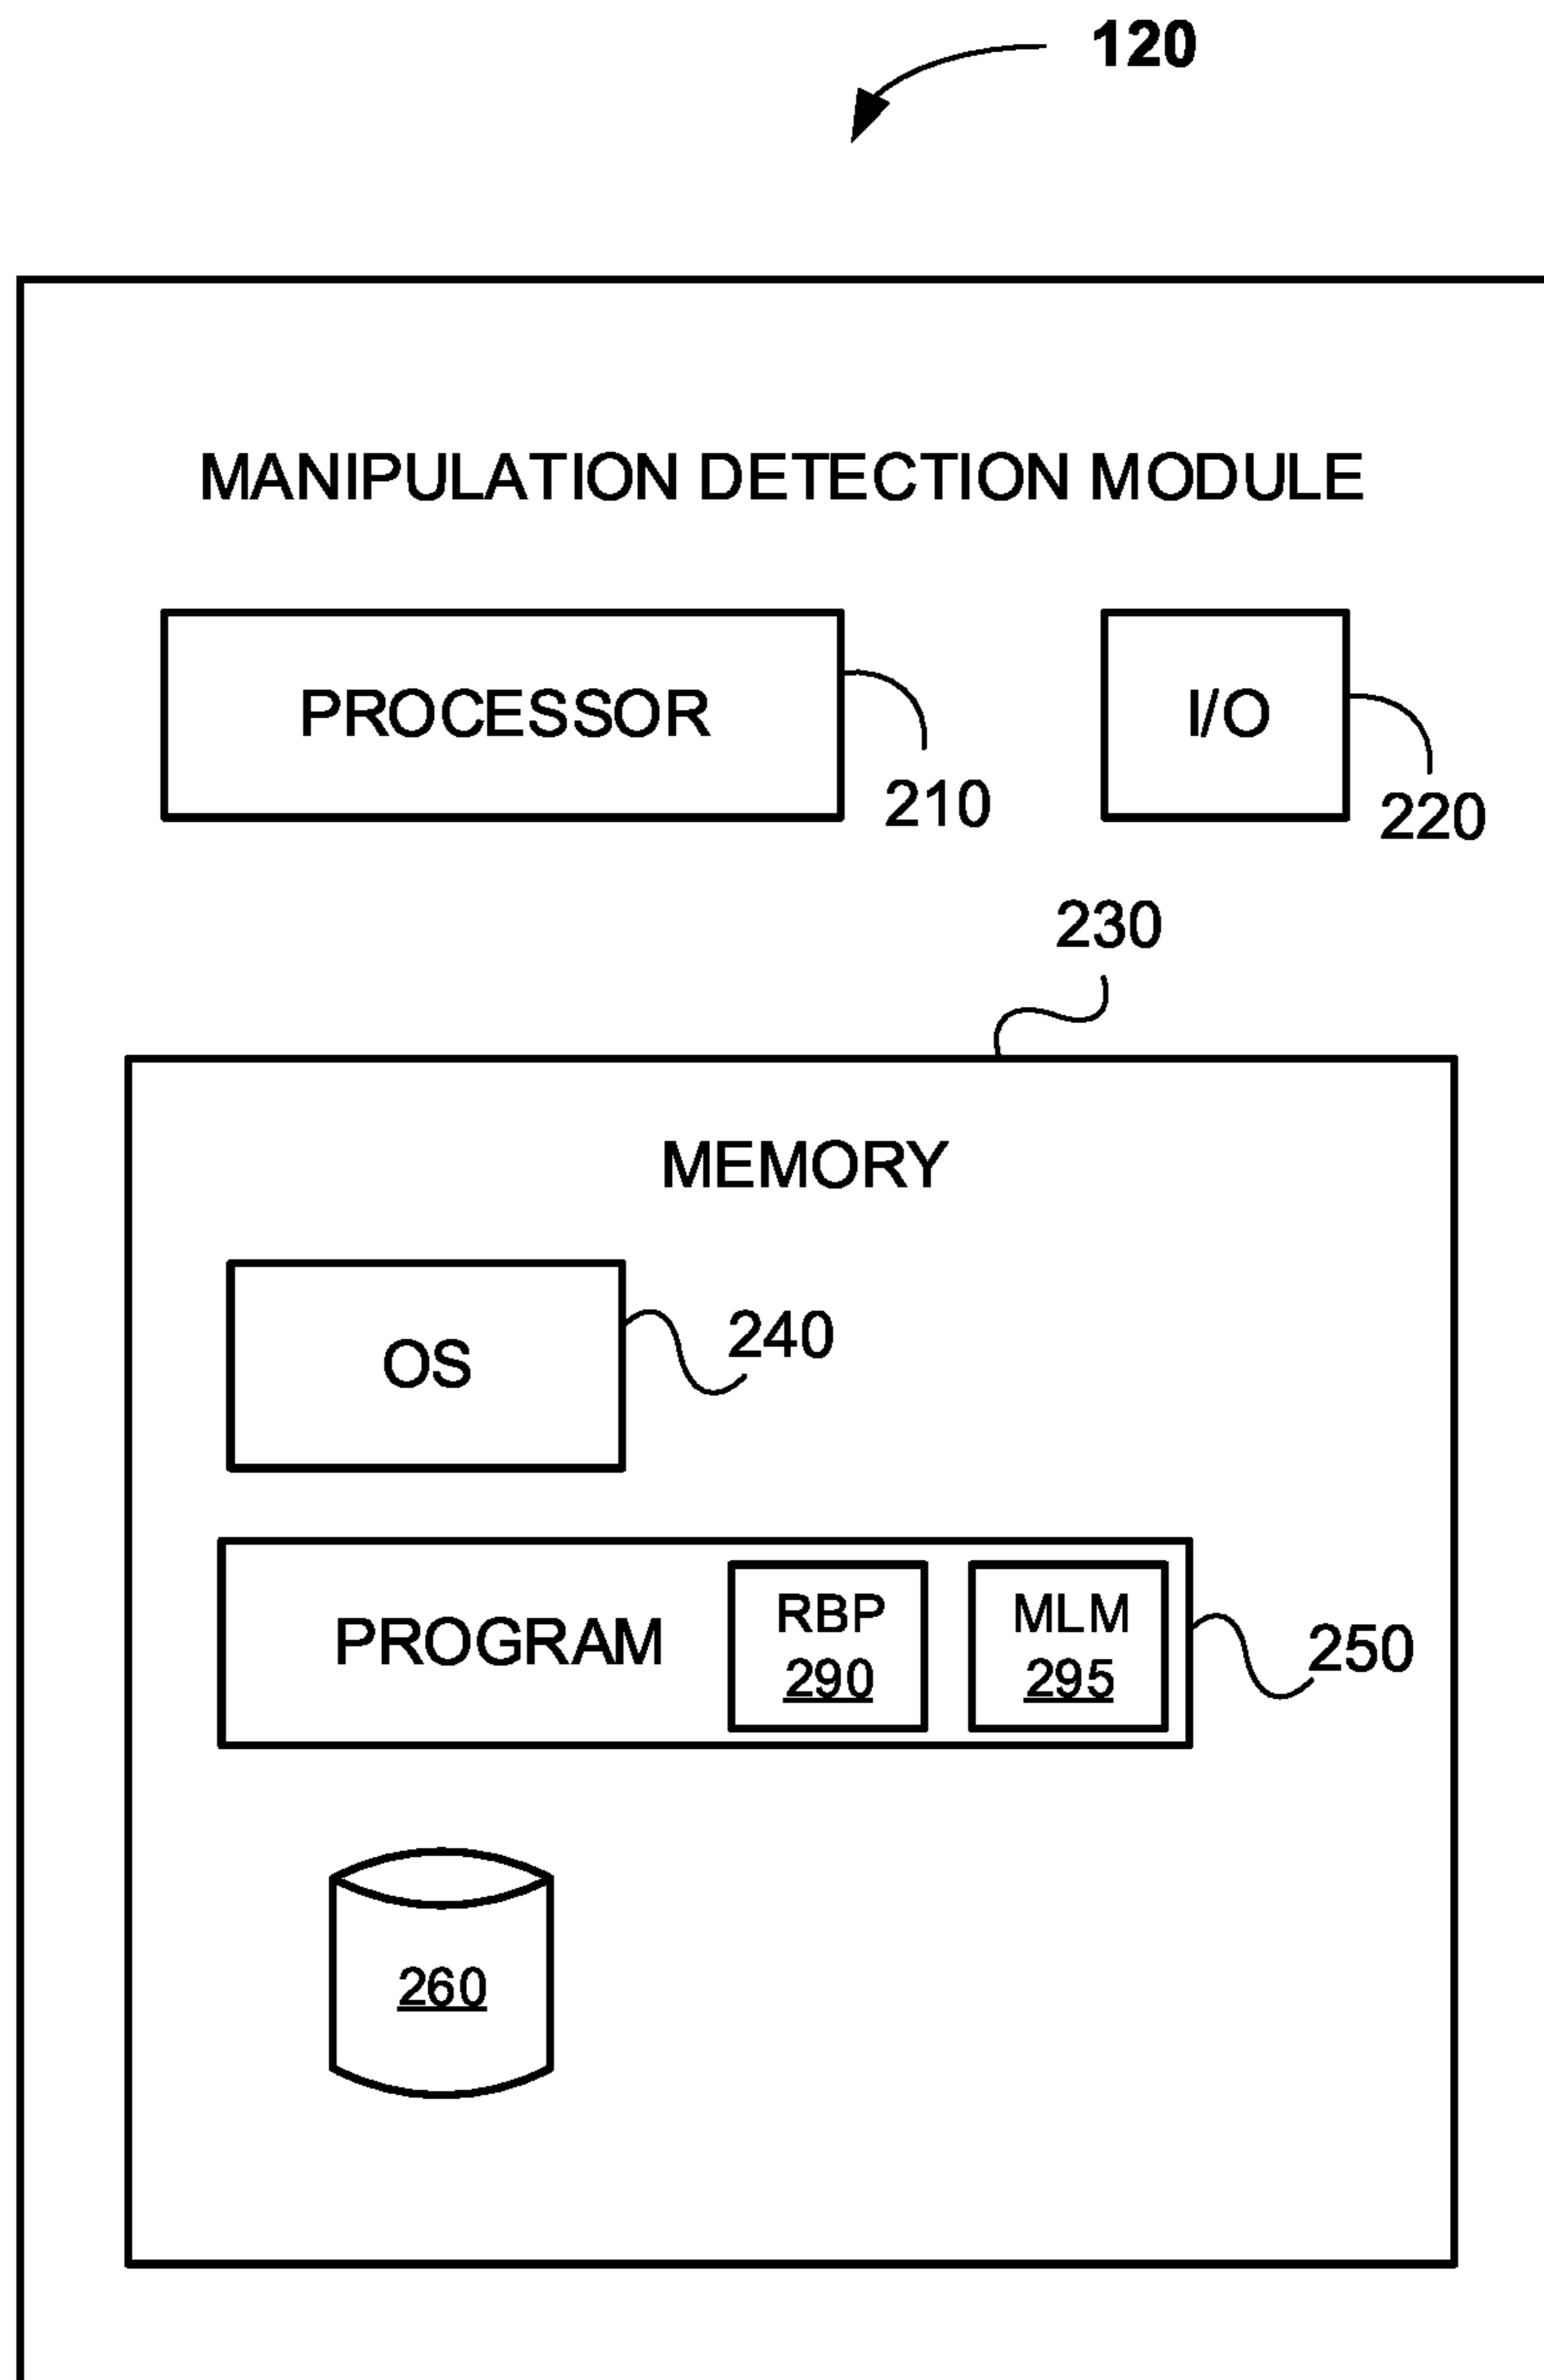 120
MANIPULATION DETECTION MODULE
PROCESSOR
I/O
210
220
230
MEMORY
OS
240
PROGRAM
RBP
290
MLM
295
250
260